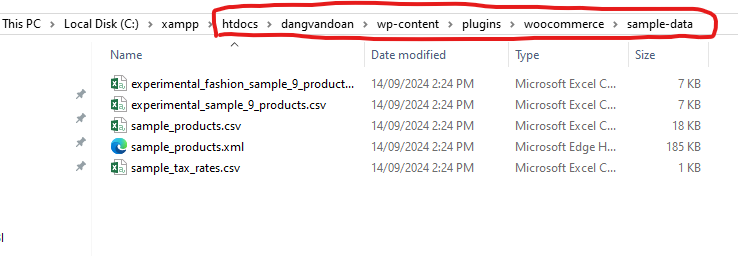 This PC > Local Disk (C:) > xampp > htdocs > dangvandoan > wp-content > plugins > woocommerce > sample-data
Name Date modified Type Size
experimental_fashion_sample_9_product... 14/09/2024 2:24 PM Microsoft Excel C... 7 KB
experimental_sample_9_products.csv 14/09/2024 2:24 PM Microsoft Excel C... 7 KB
sample_products.csv 14/09/2024 2:24 PM Microsoft Excel C... 18 KB
sample_products.xml 14/09/2024 2:24 PM Microsoft Edge H... 185 KB
sample_tax_rates.csv 14/09/2024 2:24 PM Microsoft Excel C... 1 KB